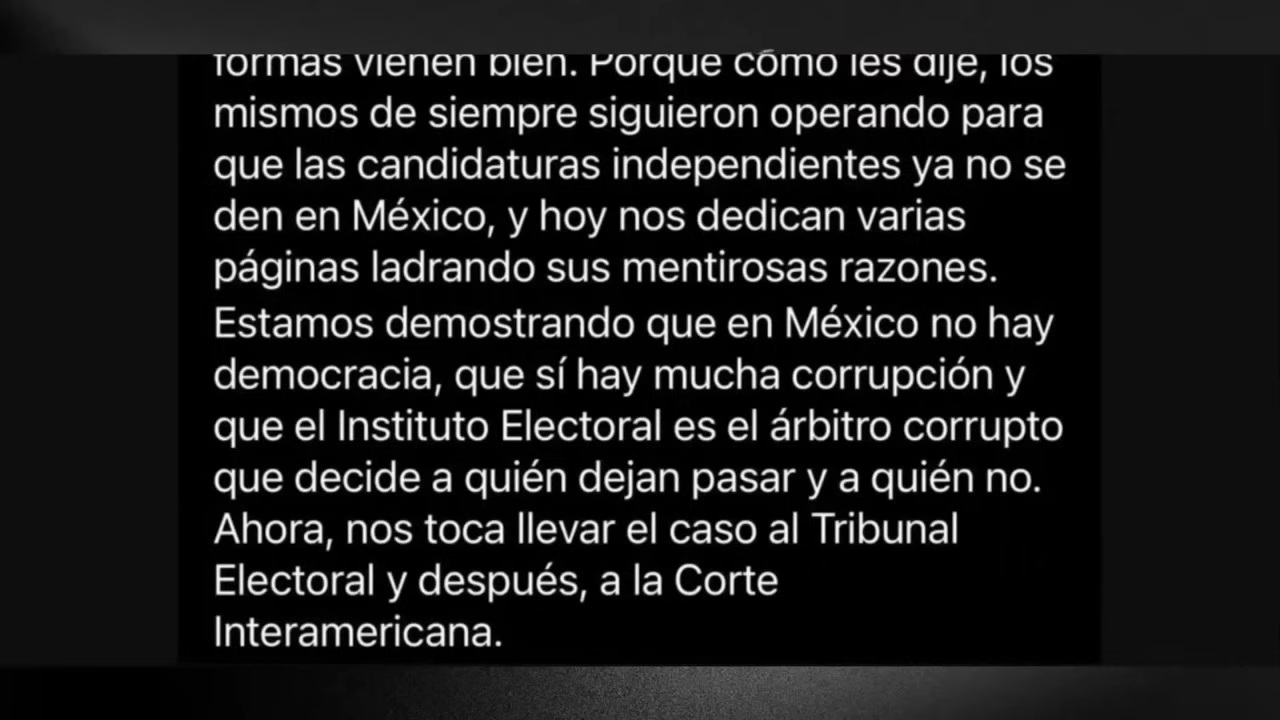 formas vienen bien. Porque cómo les dije, los
mismos de siempre siguieron operando para
que las candidaturas independientes ya no se
den en México, y hoy nos dedican varias
páginas ladrando sus mentirosas razones.
Estamos demostrando que en México no hay
democracia, que sí hay mucha corrupción y
que el Instituto Electoral es el árbitro corrupto
que decide a quién dejan pasar y a quién no.
Ahora, nos toca llevar el caso al Tribunal
Electoral y después, a la Corte
Interamericana.